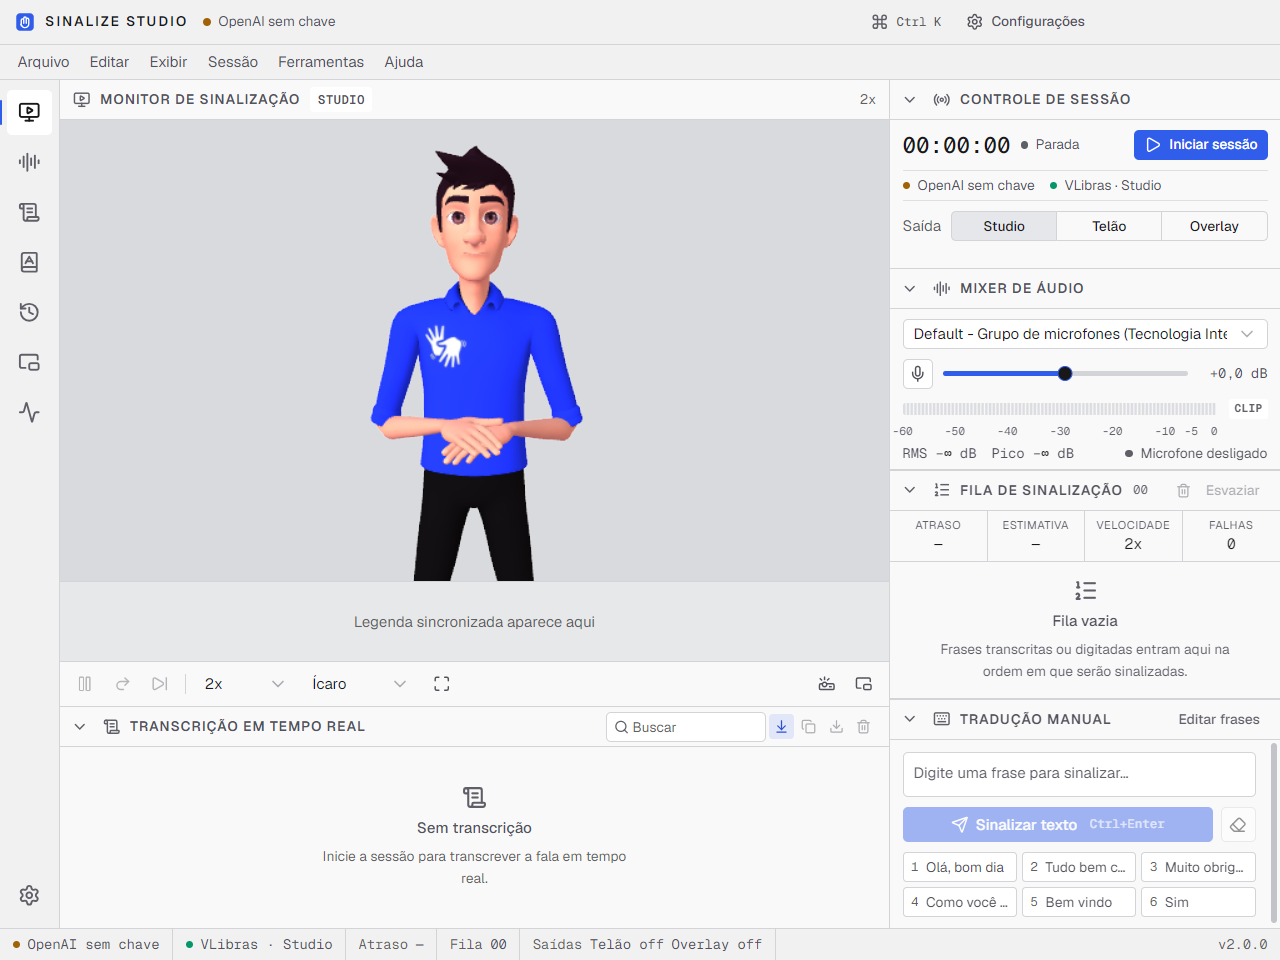 SINALIZE STUDIO OpenAI sem chave Ctrl K Configurações
Arquivo Editar Exibir Sessão Ferramentas Ajuda
MONITOR DE SINALIZAÇÃO STUDIO 2x
Legenda sincronizada aparece aqui
2x Ícaro
TRANSCRIÇÃO EM TEMPO REAL Buscar
Sem transcrição
Inicie a sessão para transcrever a fala em tempo
real.
CONTROLE DE SESSÃO
00:00:00 Parada Iniciar sessão
OpenAI sem chave VLibras · Studio
Saída Studio Telão Overlay
MIXER DE ÁUDIO
Default - Grupo de microfones (Tecnologia Inte
+0,0 dB
CLIP
-60 -50 -40 -30 -20 -10 -5 0
RMS -∞ dB Pico -∞ dB Microfone desligado
FILA DE SINALIZAÇÃO 00 Esvaziar
ATRASO ESTIMATIVA VELOCIDADE FALHAS
— — 2x 0
Fila vazia
Frases transcritas ou digitadas entram aqui na
ordem em que serão sinalizadas.
TRADUÇÃO MANUAL Editar frases
Digite uma frase para sinalizar…
Sinalizar texto Ctrl+Enter
1 Olá, bom dia 2 Tudo bem c… 3 Muito obrig…
4 Como você … 5 Bem vindo 6 Sim
OpenAI sem chave VLibras · Studio Atraso — Fila 00 Saídas Telão off Overlay off v2.0.0